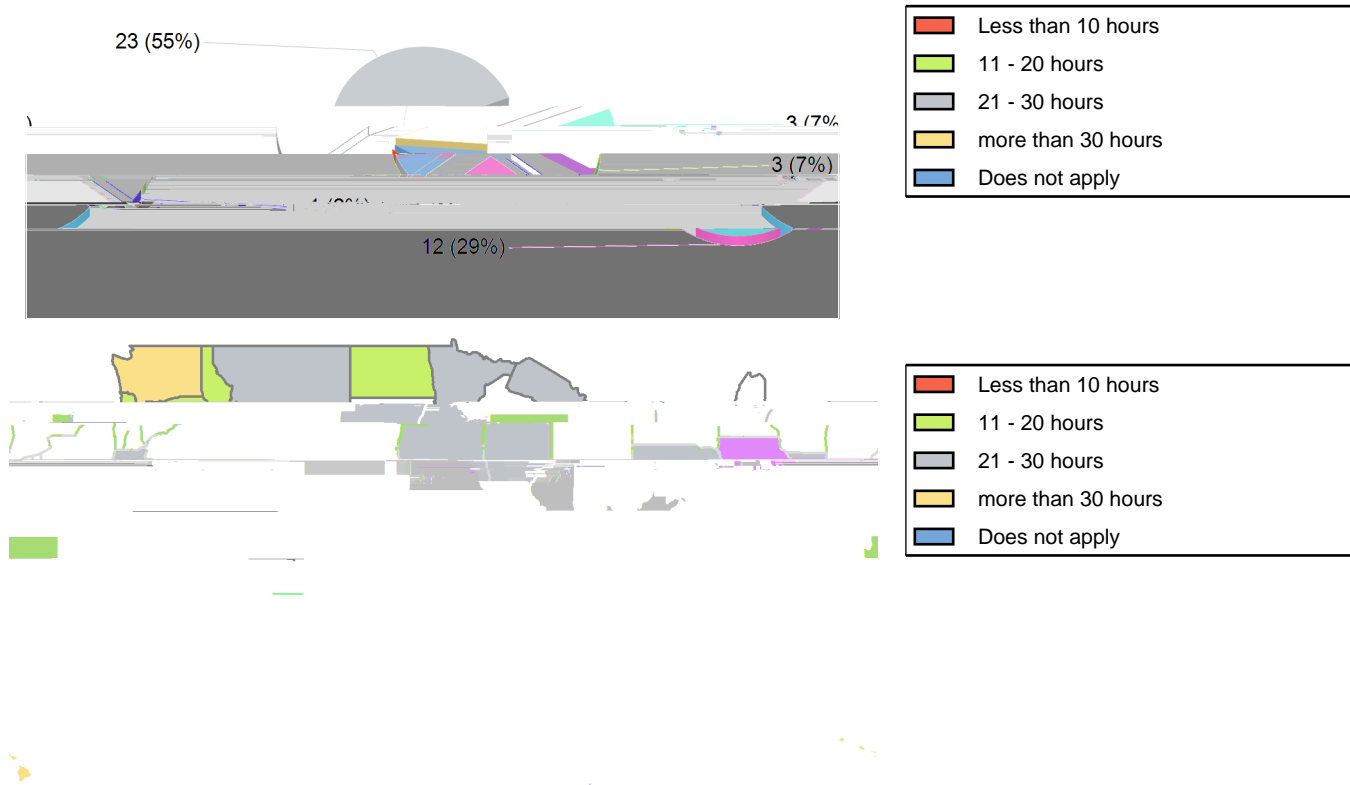 23 (55%)
3 (7%
3 (7%)
12 (29%)
Less than 10 hours
11 - 20 hours
21 - 30 hours
more than 30 hours
Does not apply
Less than 10 hours
11 - 20 hours
21 - 30 hours
more than 30 hours
Does not apply